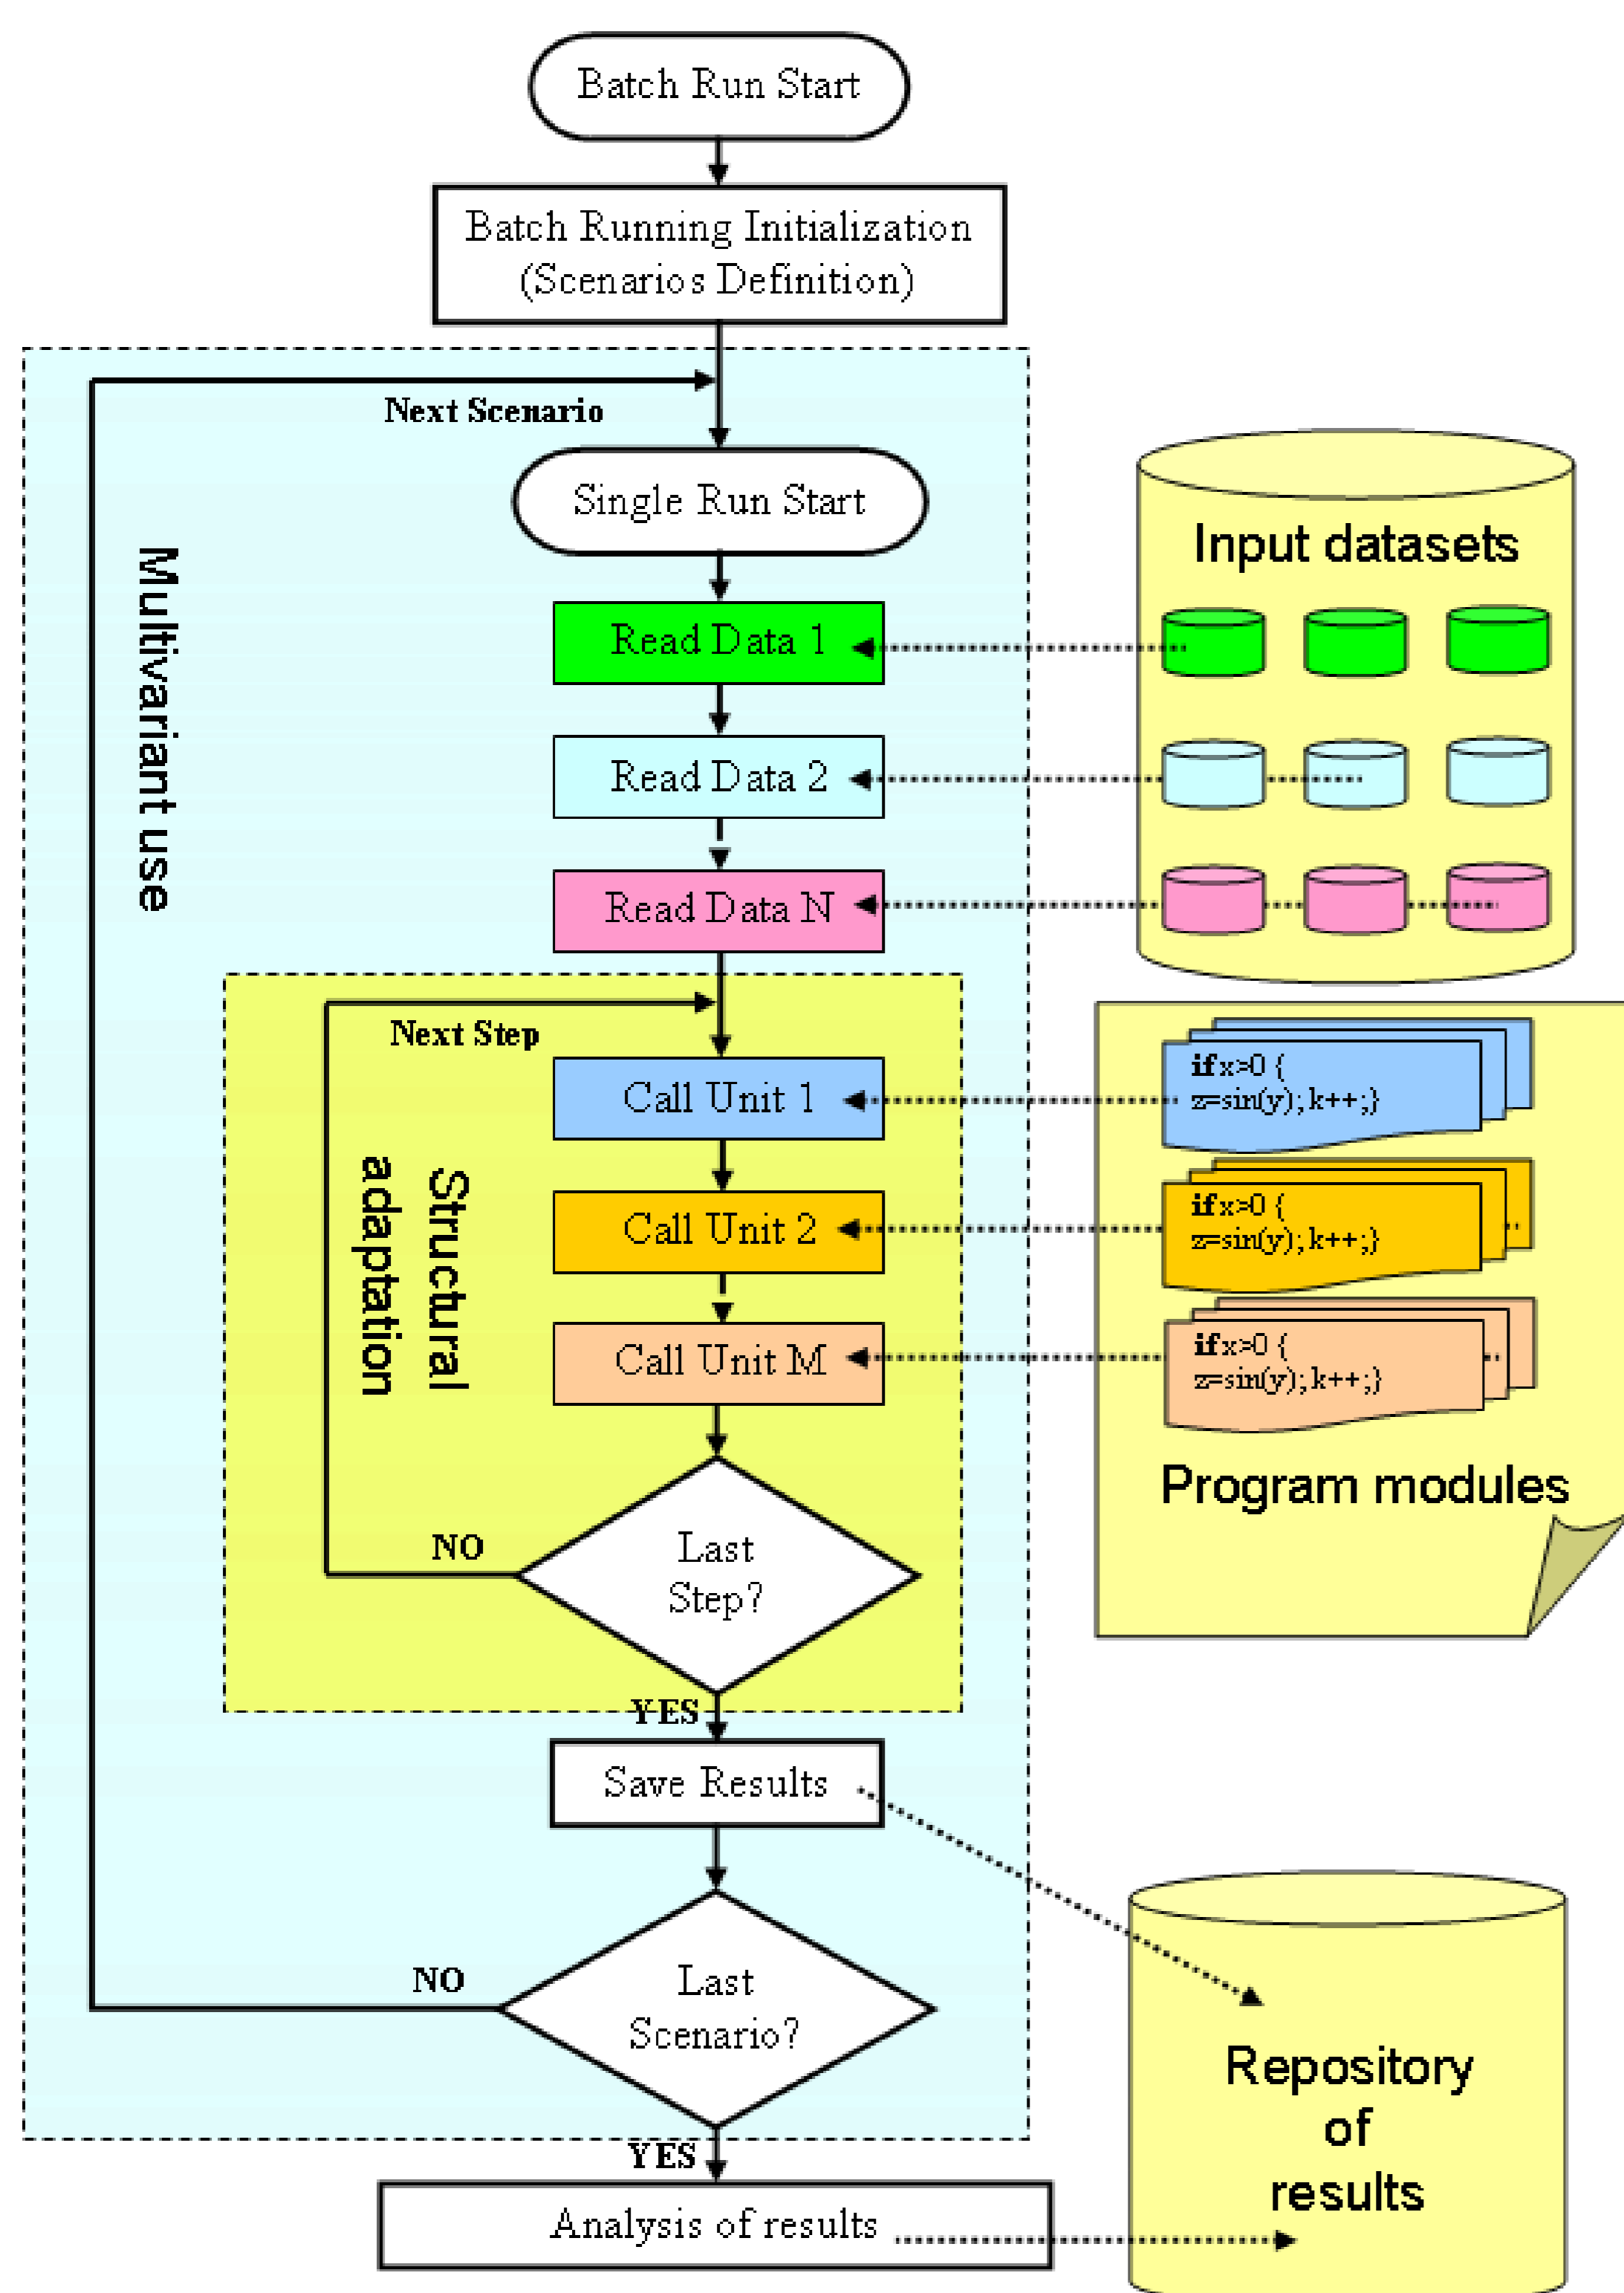 Batch Run Start
Batch Running Initialization
(Scenarios Definition)
Next Scenario
Single Run Start
Multivariant use
Input datasets
Read Data 1
Read Data 2
Read Data N
Next Step
Structural
adaptation
Call Unit 1
if x>0 {
z=sin(y); k++;}
Call Unit 2
if x>0 {
z=sin(y); k++;}
Call Unit M
if x>0 {
z=sin(y); k++;}
Program modules
NO
Last
Step?
YES
Save Results
NO
Last
Scenario?
YES
Repository
of
results
Analysis of results